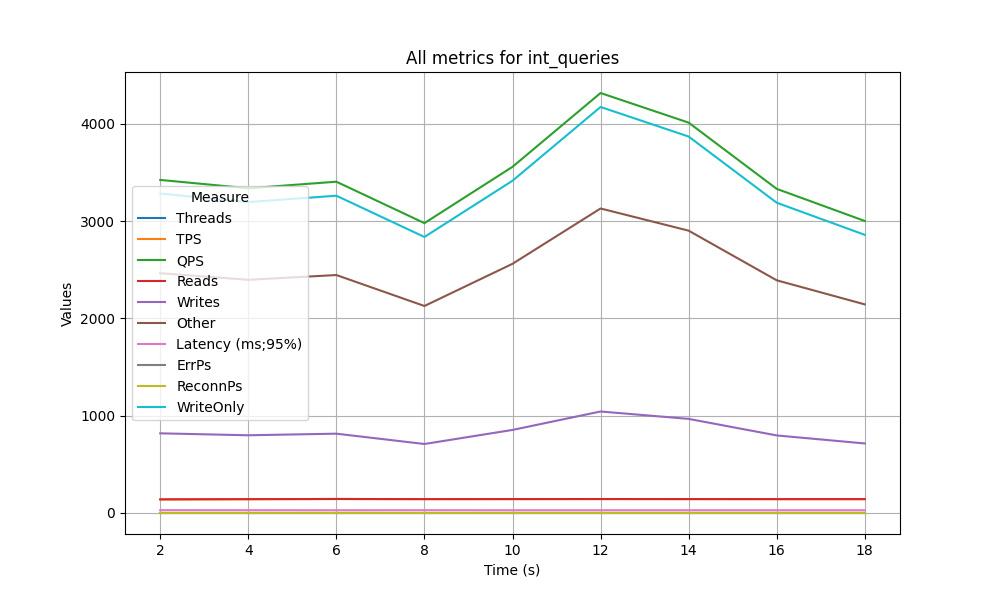 All metrics for int_queries
Values
4000
3000
2000
1000
0
Measure
Threads
TPS
QPS
Reads
Writes
Other
Latency (ms;95%)
ErrPs
ReconnPs
WriteOnly
2 4 6 8 10 12 14 16 18
Time (s)